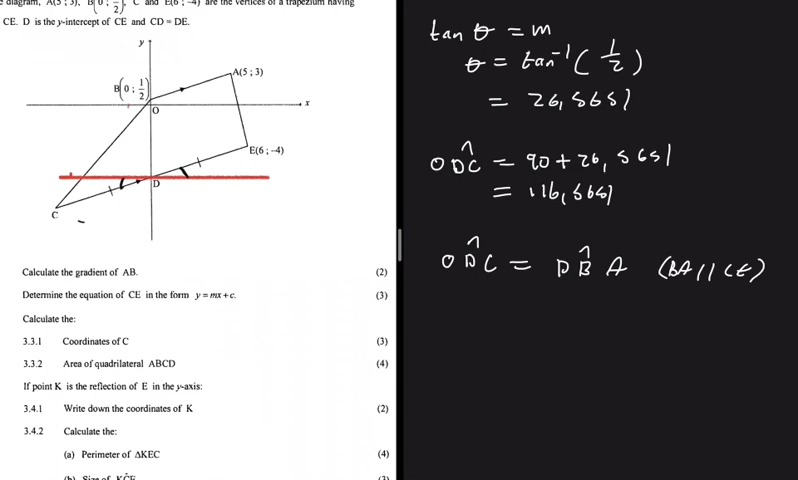 e diagram, A(5 ; 3), B(0 ; 1/2), C and E(6 ; −4) are the vertices of a trapezium having
CE. D is the y-intercept of CE and CD = DE.
y
A(5 ; 3)
B(0 ; 1/2)
x
O
E(6 ; −4)
D
C
Calculate the gradient of AB. (2)
Determine the equation of CE in the form y = mx + c. (3)
Calculate the:
3.3.1 Coordinates of C (3)
3.3.2 Area of quadrilateral ABCD (4)
If point K is the reflection of E in the y-axis:
3.4.1 Write down the coordinates of K (2)
3.4.2 Calculate the:
(a) Perimeter of ΔKEC (4)
(b) Size of KĈE (3)
tan θ = m
θ = tan⁻¹ (1/2)
= 26,5651
OD̂C = 90 + 26,5651
= 116,5651
OD̂C = DB̂A (BA // CE)